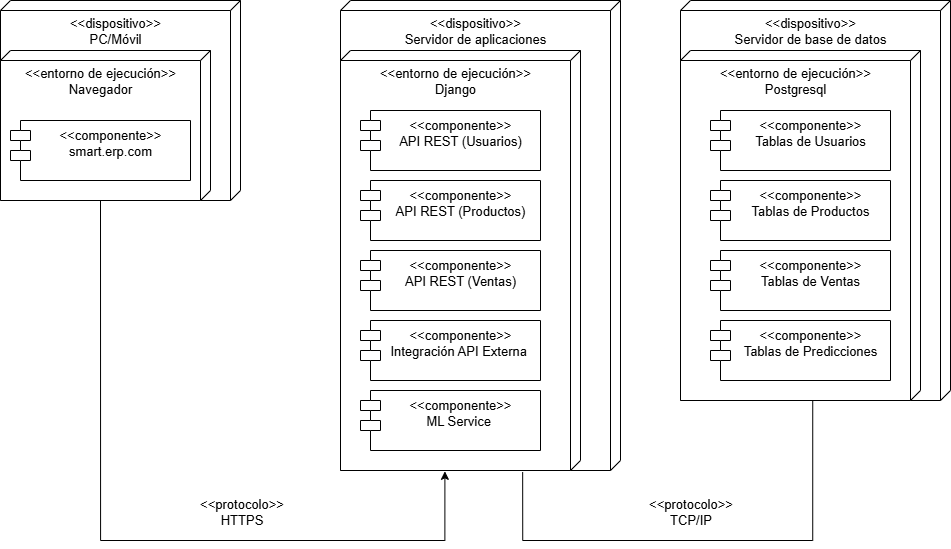 <<dispositivo>>
PC/Móvil
<<entorno de ejecución>>
Navegador
<<componente>>
smart.erp.com
<<dispositivo>>
Servidor de aplicaciones
<<entorno de ejecución>>
Django
<<componente>>
API REST (Usuarios)
<<componente>>
API REST (Productos)
<<componente>>
API REST (Ventas)
<<componente>>
Integración API Externa
<<componente>>
ML Service
<<dispositivo>>
Servidor de base de datos
<<entorno de ejecución>>
Postgresql
<<componente>>
Tablas de Usuarios
<<componente>>
Tablas de Productos
<<componente>>
Tablas de Ventas
<<componente>>
Tablas de Predicciones
<<protocolo>>
HTTPS
<<protocolo>>
TCP/IP